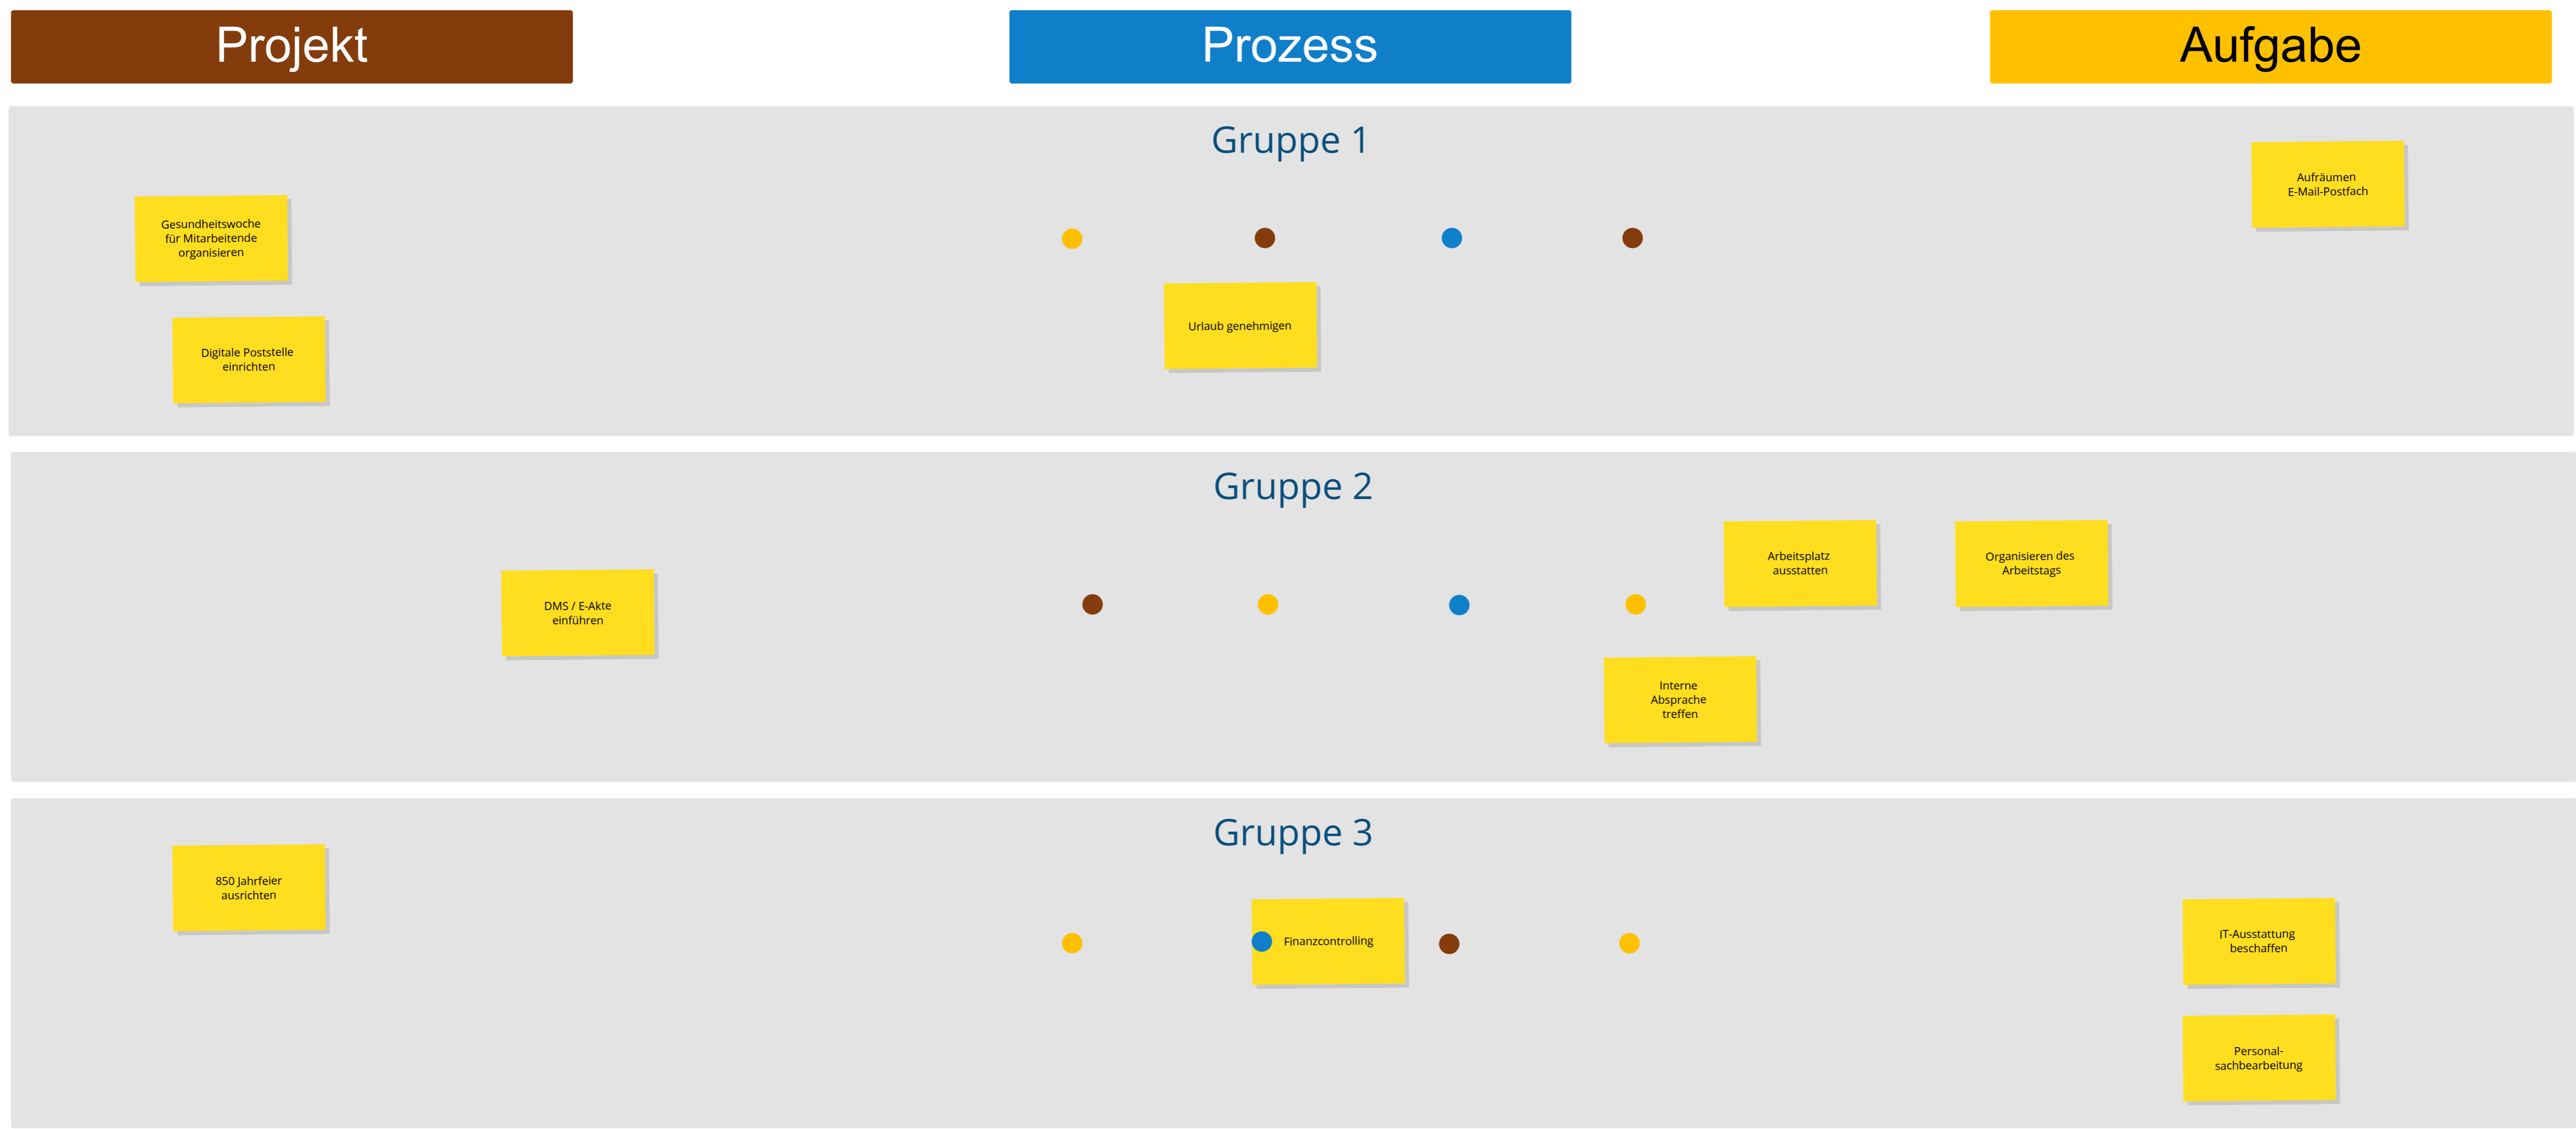 Projekt
Prozess
Aufgabe
Gruppe 1
Gesundheitswoche
für Mitarbeitende
organisieren
Digitale Poststelle
einrichten
Urlaub genehmigen
Aufräumen
E-Mail-Postfach
Gruppe 2
DMS / E-Akte
einführen
Arbeitsplatz
ausstatten
Organisieren des
Arbeitstags
Interne
Absprache
treffen
Gruppe 3
850 Jahrfeier
ausrichten
Finanzcontrolling
IT-Ausstattung
beschaffen
Personal-
sachbearbeitung